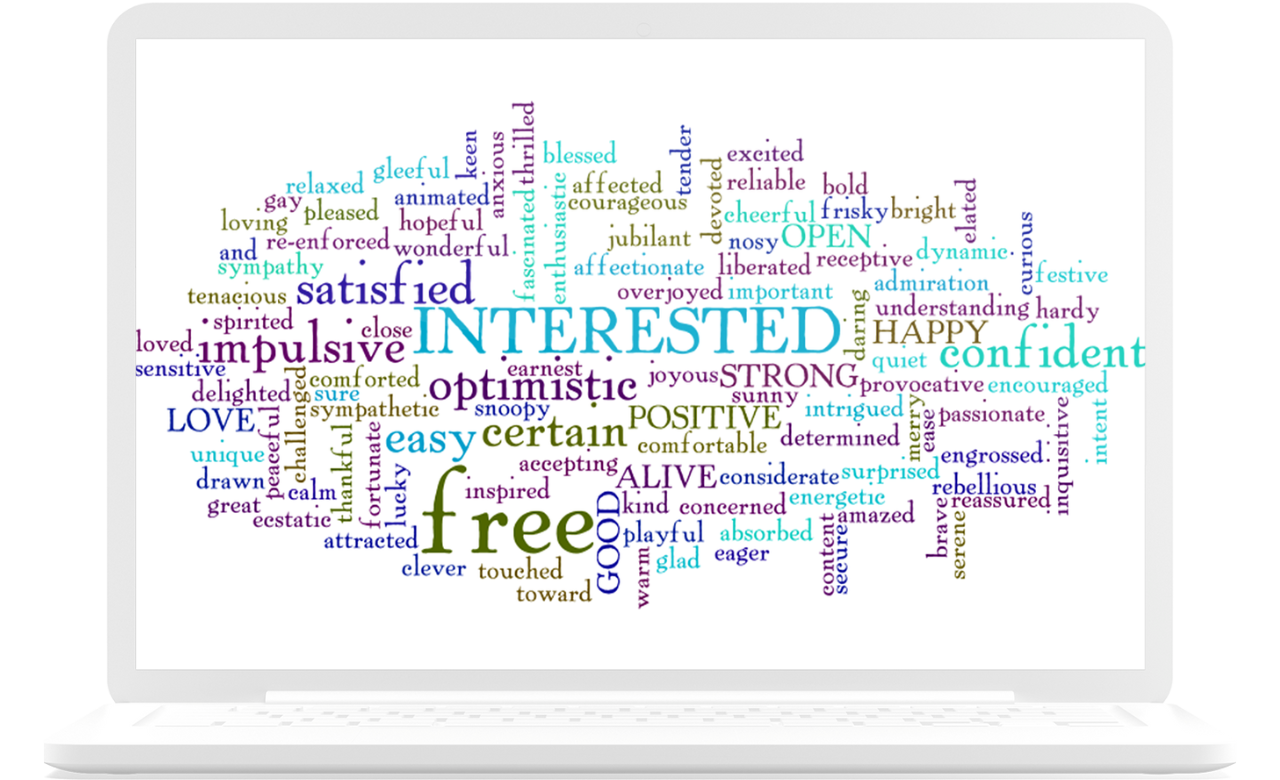 thrilled
keen
anxious
tender
blessed
excited
gleeful
relaxed
affected
devoted
reliable
bold
animated
gay
pleased
courageous
fascinated
enthusiastic
cheerful
frisky
bright
elated
loving
hopeful
jubilant
nosy
OPEN
curious
and
re-enforced
wonderful
liberated
receptive
dynamic
sympathy
affectionate
festive
tenacious
satisfied
overjoyed
important
admiration
daring
understanding
hardy
spirited
close
INTERESTED
HAPPY
loved
impulsive
quiet
confident
sensitive
earnest
joyous
STRONG
provocative
encouraged
delighted
challenged
comforted
sure
optimistic
sunny
LOVE
peaceful
sympathetic
snoopy
POSITIVE
intrigued
merry
ease
passionate
inquisitive
intent
thankful
fortunate
easy
certain
comfortable
determined
unique
engrossed
drawn
calm
lucky
accepting
ALIVE
considerate
surprised
rebellious
great
ecstatic
free
inspired
GOOD
kind
concerned
energetic
amazed
brave
reassured
serene
attracted
playful
absorbed
content
secure
clever
touched
warm
glad
eager
toward